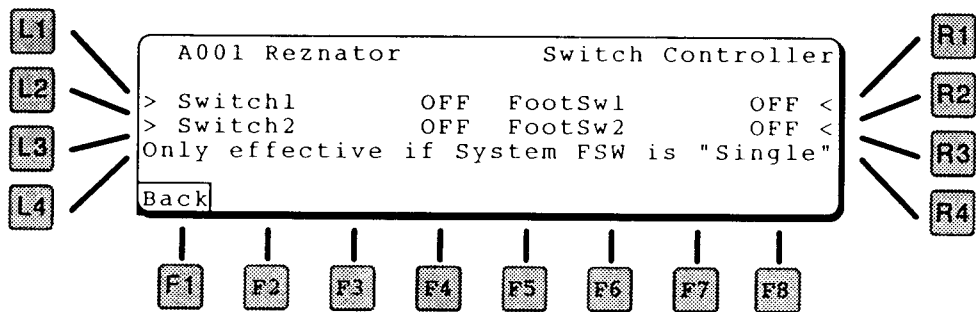 L1
L2
L3
L4
A001 Reznator Switch Controller
> Switch1 OFF FootSw1 OFF <
> Switch2 OFF FootSw2 OFF <
Only effective if System FSW is "Single"
Back
R1
R2
R3
R4
F1 F2 F3 F4 F5 F6 F7 F8